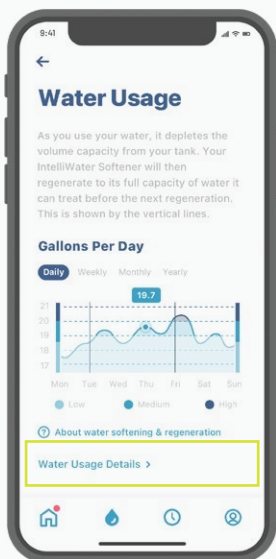 9:41
Water Usage
As you use your water, it depletes the
volume capacity from your tank. Your
IntelliWater Softener will then
regenerate to its full capacity of water it
can treat before the next regeneration.
This is shown by the vertical lines.
Gallons Per Day
Daily Weekly Monthly Yearly
19.7
21
20
19
18
17
Mon Tue Wed Thu Fri Sat Sun
Low Medium High
? About water softening & regeneration
Water Usage Details >